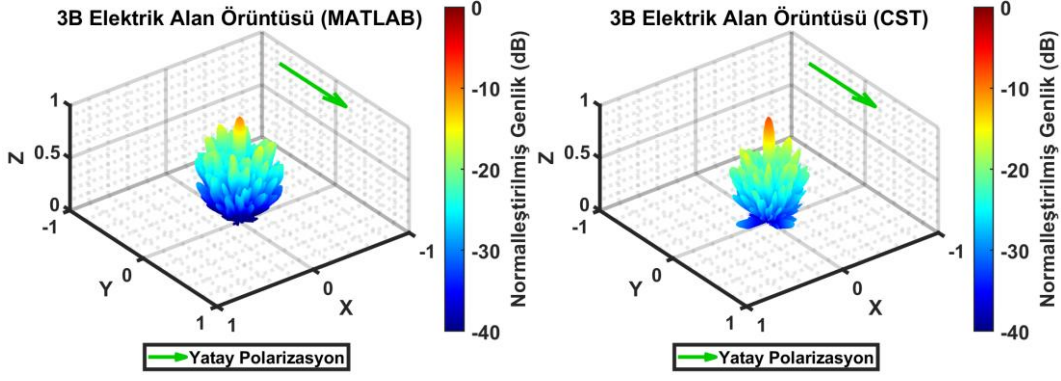 3B Elektrik Alan Örüntüsü (MATLAB)
1
0.5
0
Z
-1
0
1
Y
1
0
-1
X
0
-10
-20
-30
-40
Normalleştirilmiş Genlik (dB)
Yatay Polarizasyon
3B Elektrik Alan Örüntüsü (CST)
1
0.5
0
Z
-1
0
1
Y
1
0
-1
X
0
-10
-20
-30
-40
Normalleştirilmiş Genlik (dB)
Yatay Polarizasyon